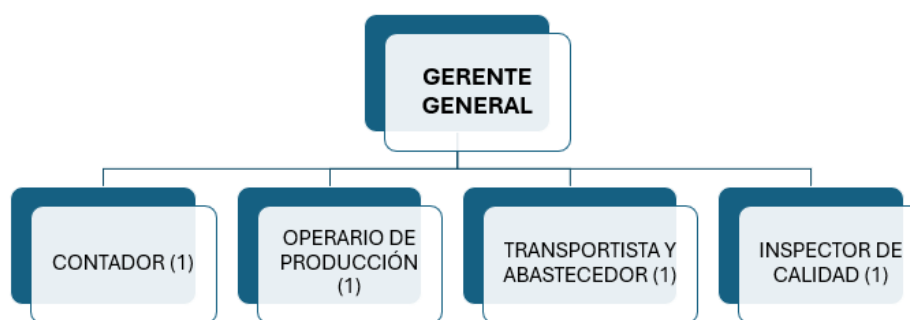 GERENTE
GENERAL
CONTADOR (1)
OPERARIO DE
PRODUCCIÓN
(1)
TRANSPORTISTA Y
ABASTECEDOR (1)
INSPECTOR DE
CALIDAD (1)